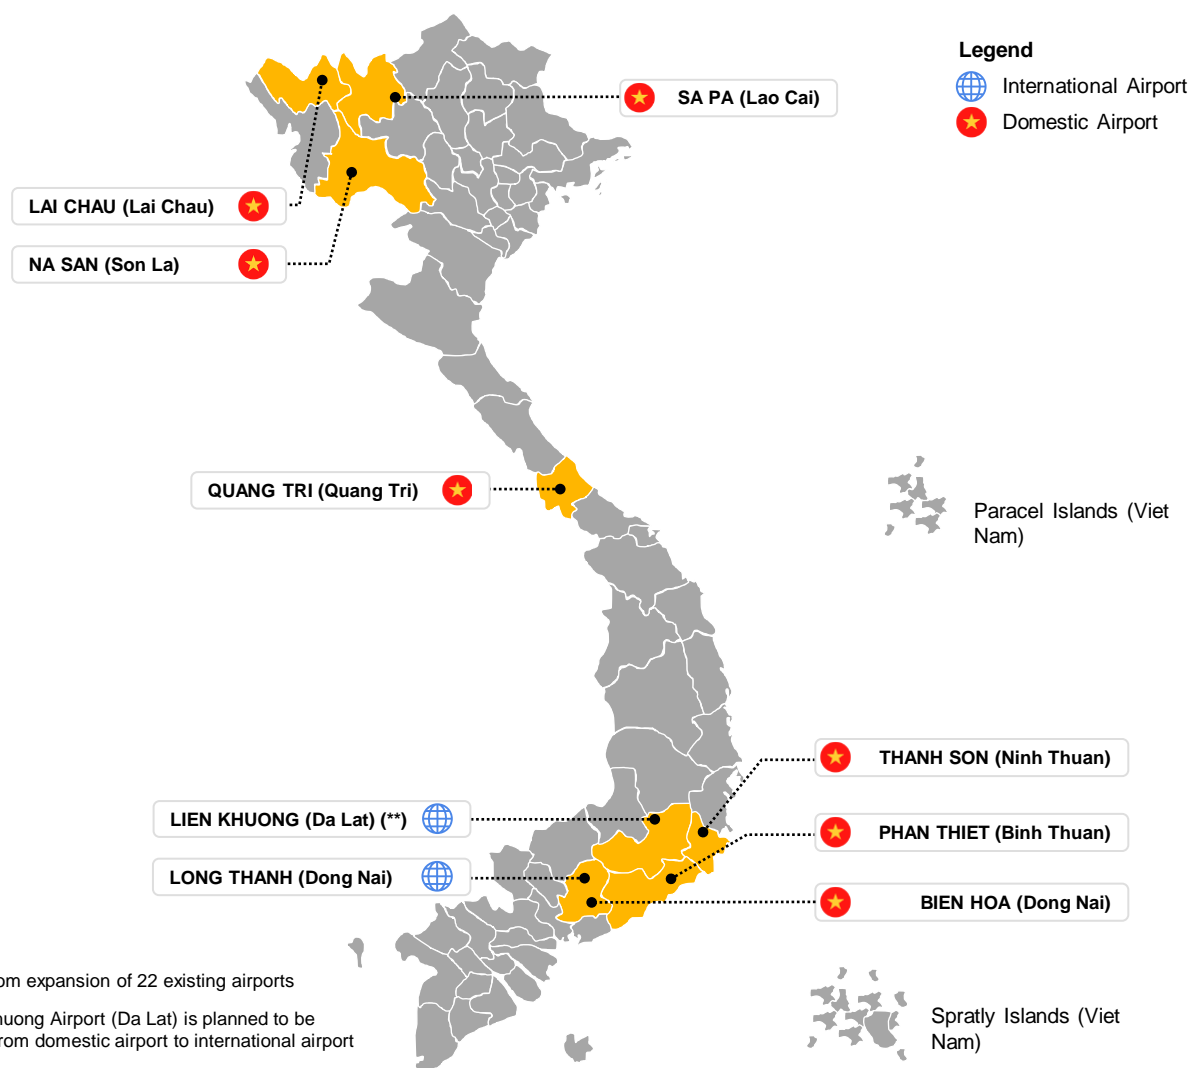 Legend
International Airport
Domestic Airport
SA PA (Lao Cai)
LAI CHAU (Lai Chau)
NA SAN (Son La)
QUANG TRI (Quang Tri)
Paracel Islands (Viet
Nam)
THANH SON (Ninh Thuan)
LIEN KHUONG (Da Lat) (**)
PHAN THIET (Binh Thuan)
LONG THANH (Dong Nai)
BIEN HOA (Dong Nai)
expansion of 22 existing airports
Airport (Da Lat) is planned to be
from domestic airport to international airport
Spratly Islands (Viet
Nam)